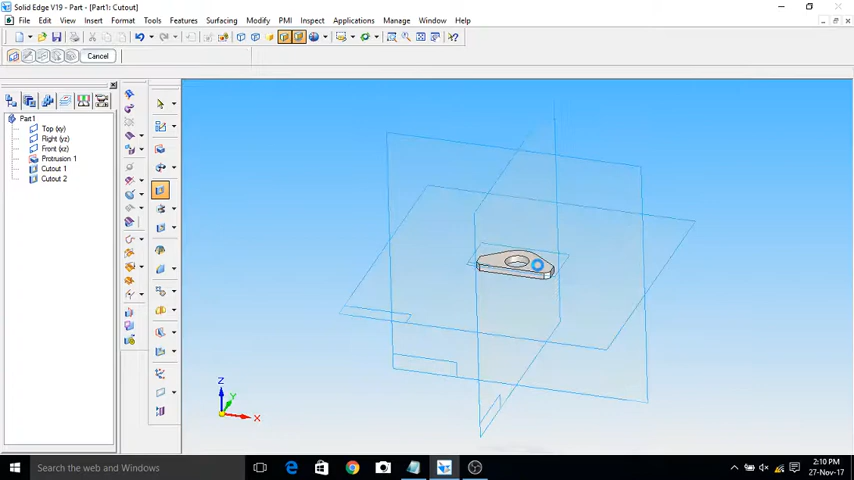 Solid Edge V19 - Part - [Part1: Cutout]
File Edit View Insert Format Tools Features Surfacing Modify PMI Inspect Applications Manage Window Help
Cancel
Part1
Top (xy)
Right (yz)
Front (xz)
Protrusion 1
Cutout 1
Cutout 2
Z
Y
X
Search the web and Windows
2:10 PM
27-Nov-17